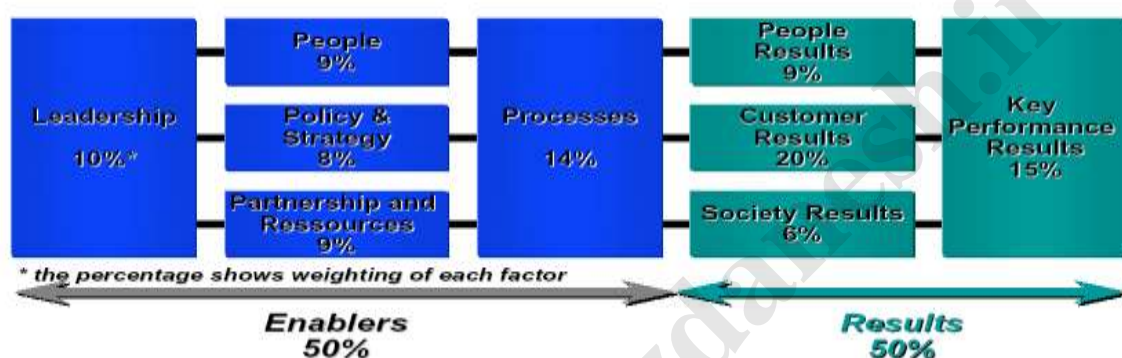 Leadership
10%*
People
9%
Policy &
Strategy
8%
Partnership and
Ressources
9%
Processes
14%
People
Results
9%
Customer
Results
20%
Society Results
6%
Key
Performance
Results
15%
* the percentage shows weighting of each factor
Enablers
50%
Results
50%